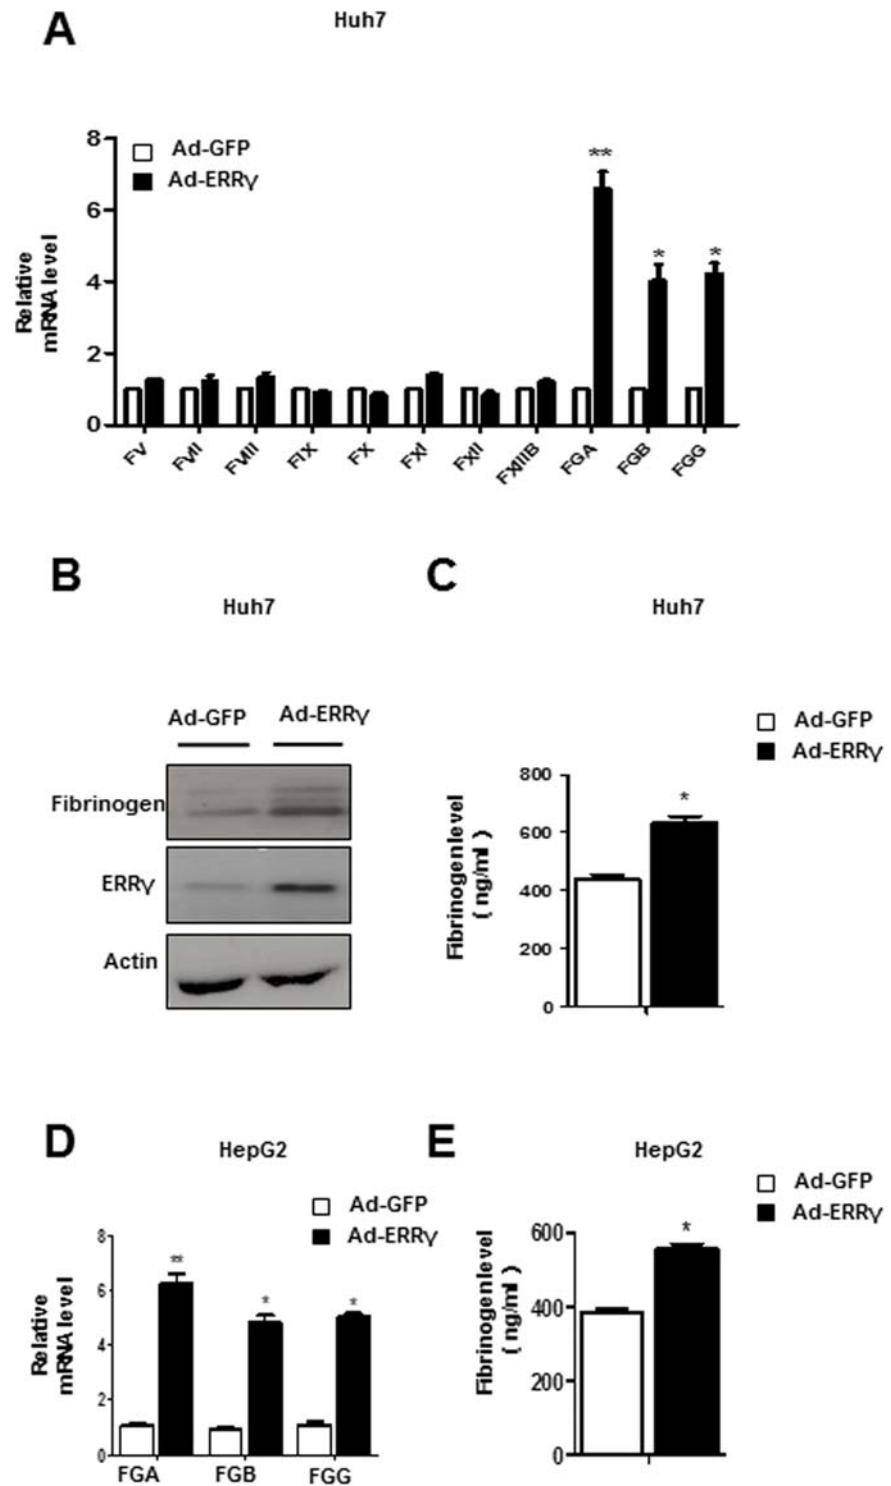 A
Huh7
Ad-GFP
Ad-ERRγ
Relative
mRNA level
8
6
4
2
0
**
*
*
FV
FVII
FVIII
FIX
FX
FXI
FXII
FXIIIB
FGA
FGB
FGG
B
Huh7
Ad-GFP
Ad-ERRγ
Fibrinogen
ERRγ
Actin
C
Huh7
Ad-GFP
Ad-ERRγ
Fibrinogen level
( ng/ml )
800
600
400
200
0
*
D
HepG2
Ad-GFP
Ad-ERRγ
Relative
mRNA level
8
6
4
2
0
**
*
*
FGA
FGB
FGG
E
HepG2
Ad-GFP
Ad-ERRγ
Fibrinogen level
( ng/ml )
600
400
200
0
*